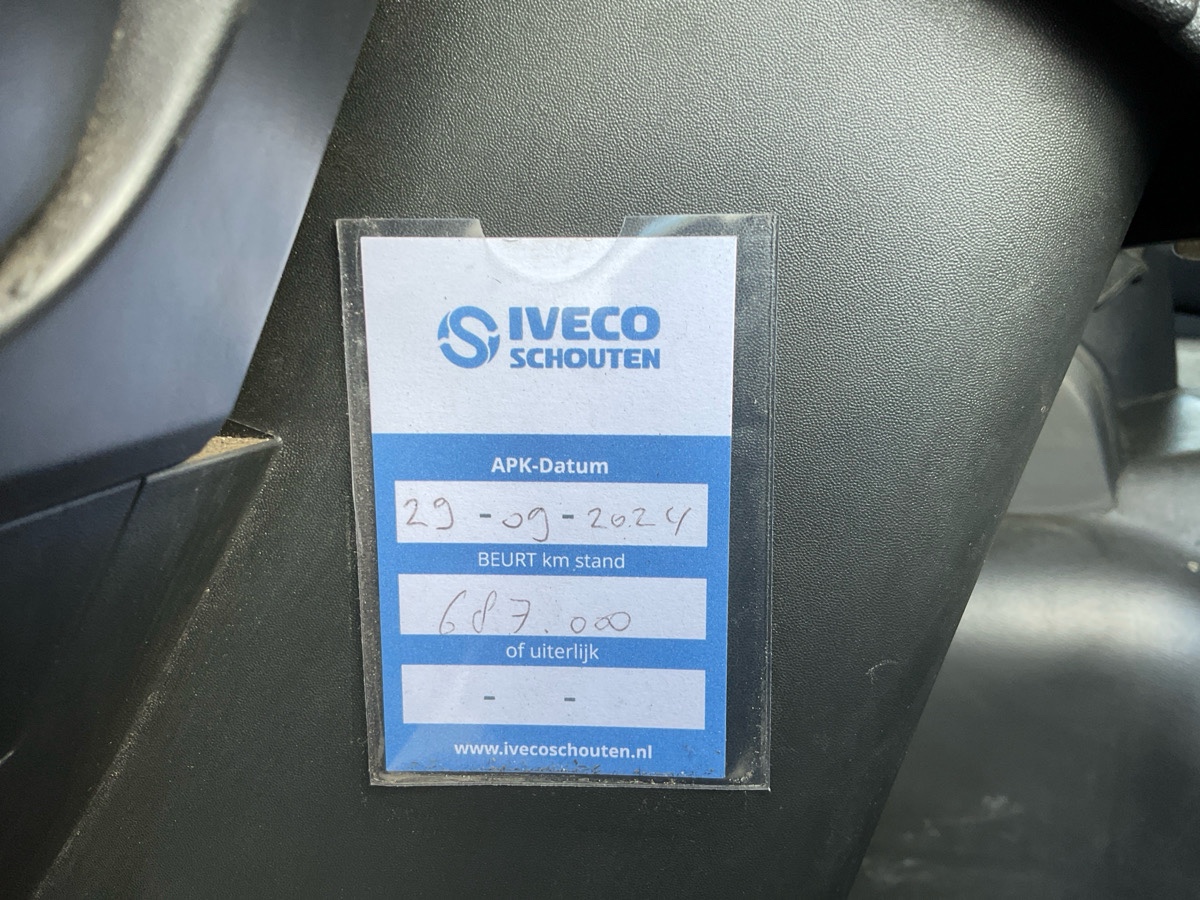 IVECO
SCHOUTEN
APK-Datum
29 - 09 - 2024
BEURT km stand
687.000
of uiterlijk
- -
www.ivecoschouten.nl